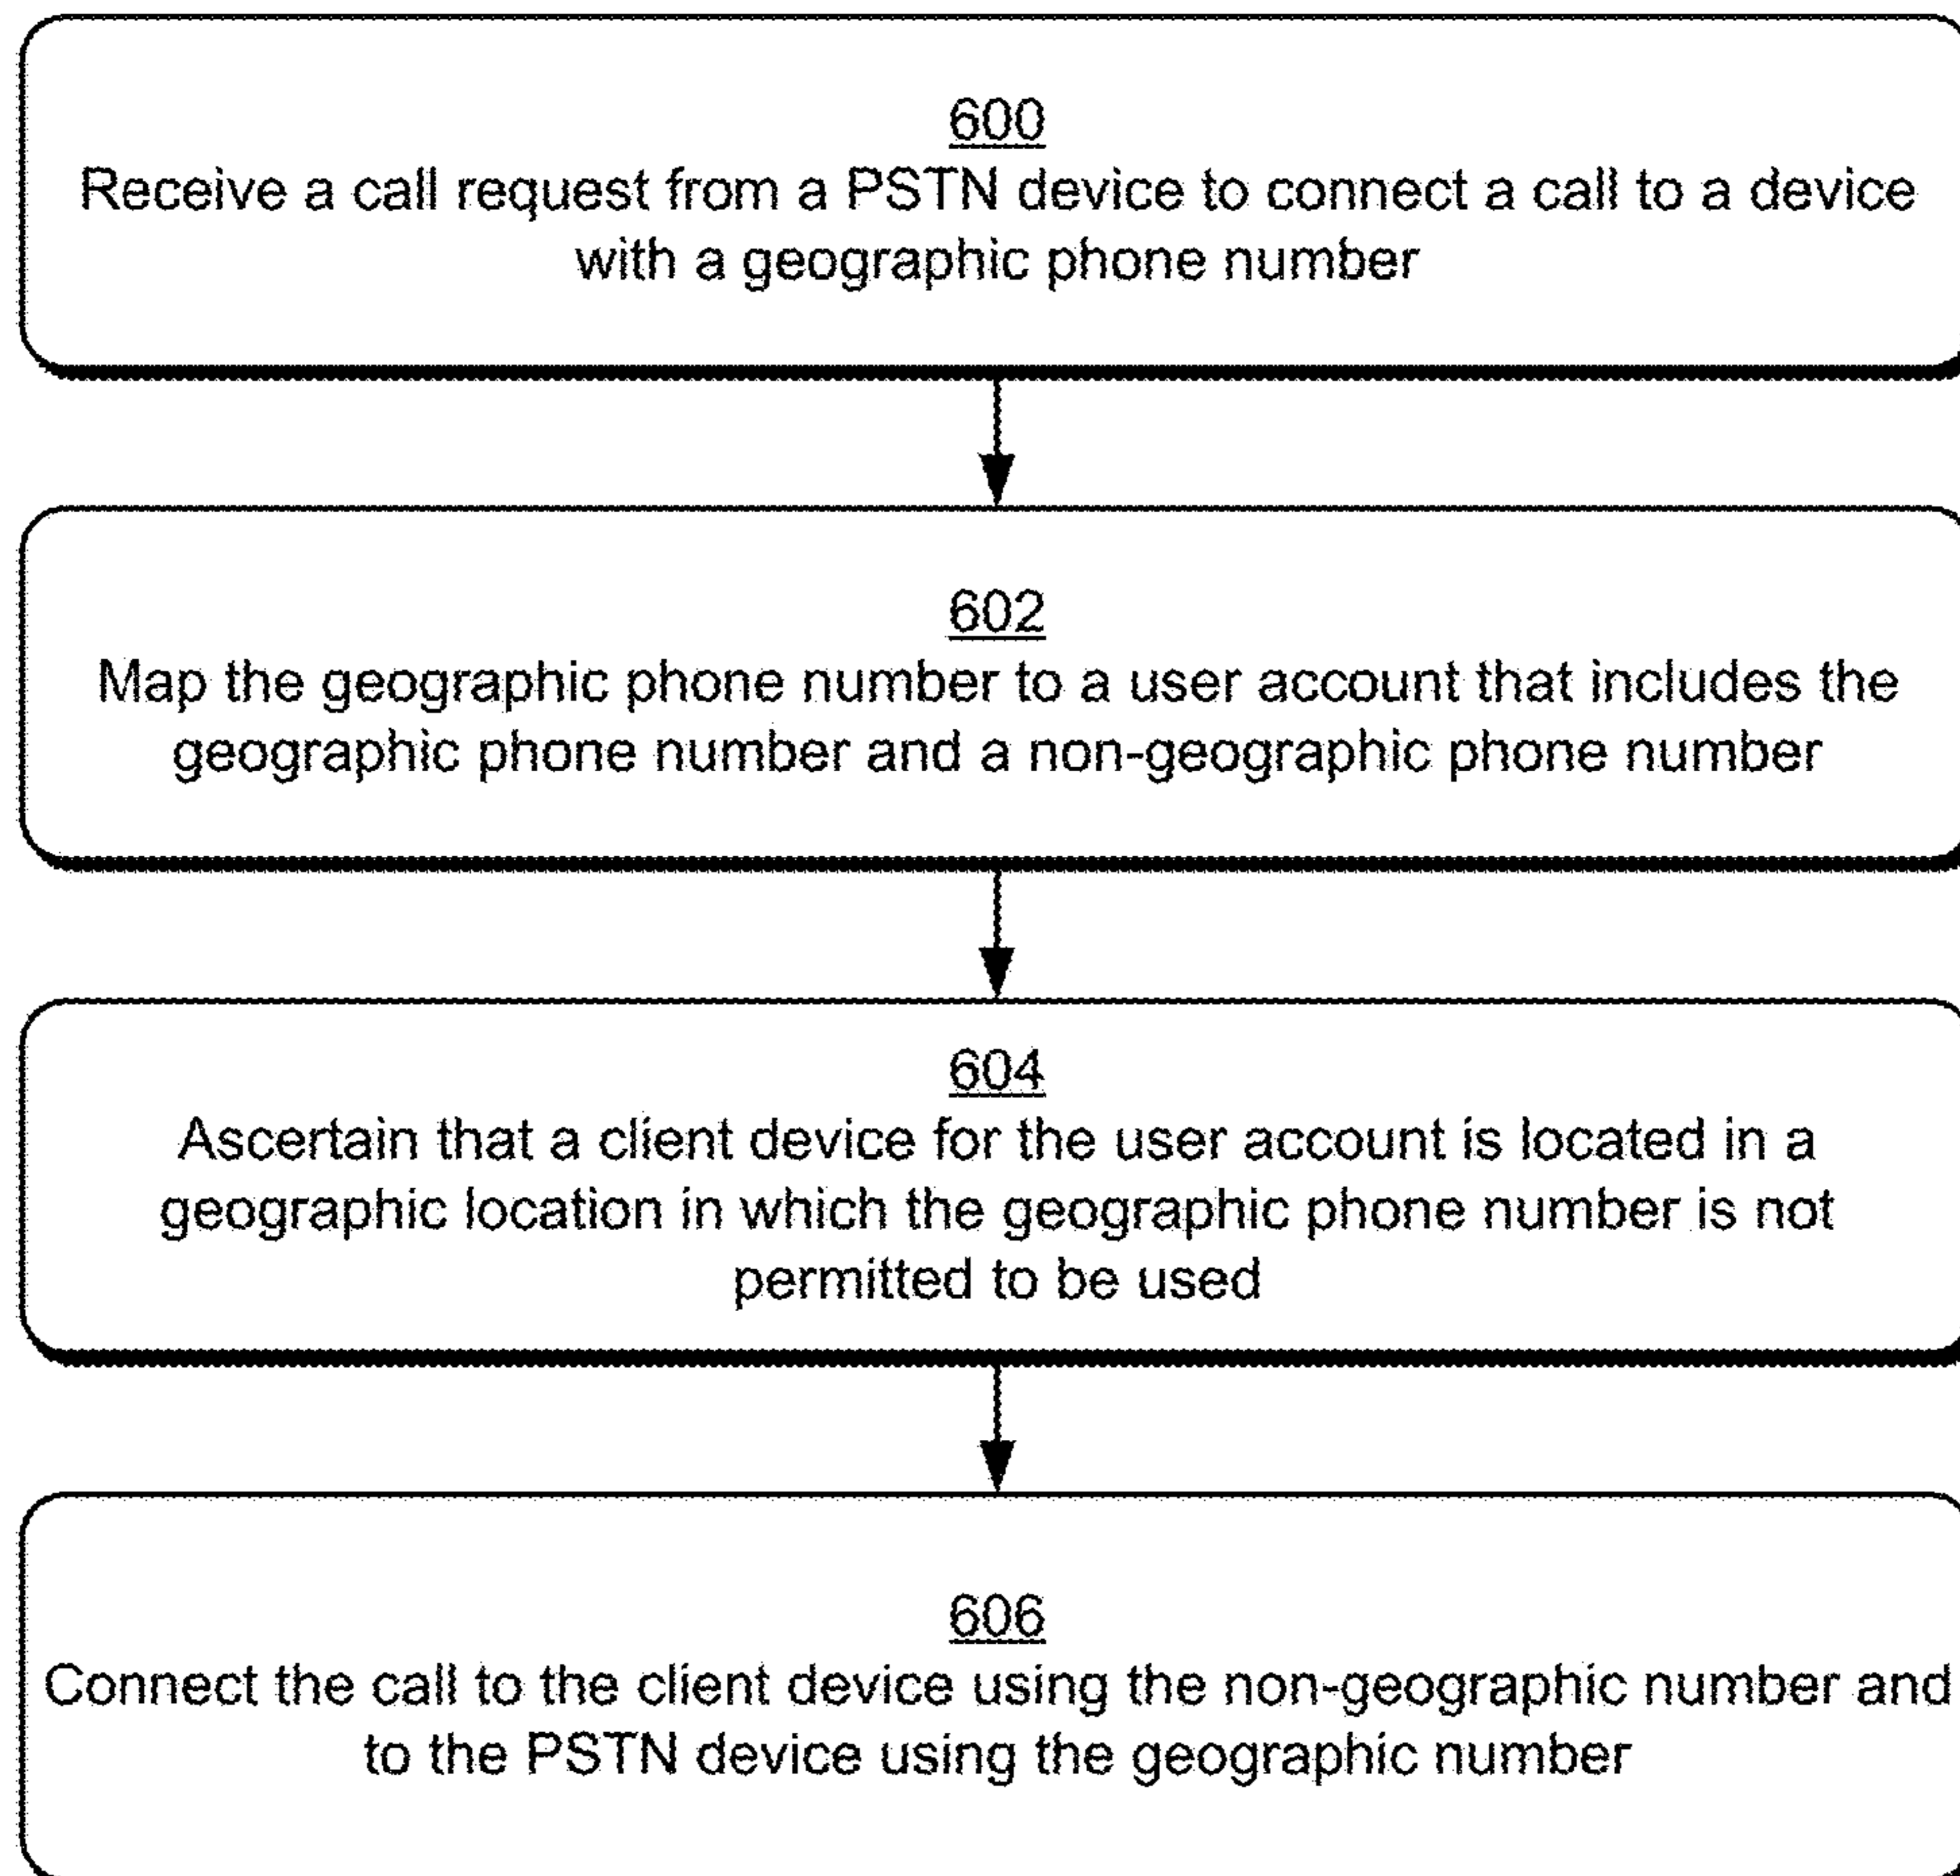 600
Receive a call request from a PSTN device to connect a call to a device
with a geographic phone number
602
Map the geographic phone number to a user account that includes the
geographic phone number and a non-geographic phone number
604
Ascertain that a client device for the user account is located in a
geographic location in which the geographic phone number is not
permitted to be used
606
Connect the call to the client device using the non-geographic number and
to the PSTN device using the geographic number